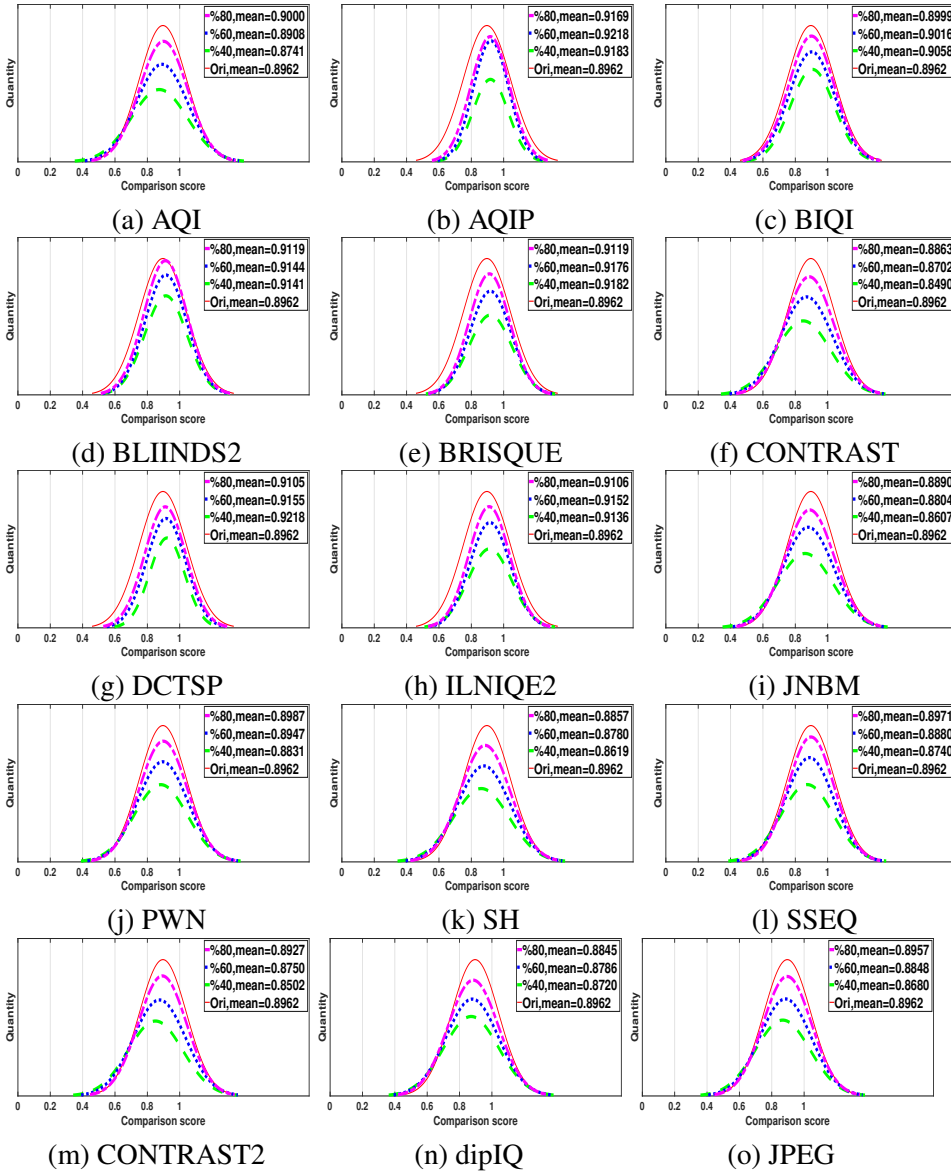 %80,mean=0.9000
%60,mean=0.8908
%40,mean=0.8741
Ori,mean=0.8962
Quantity
0 0.2 0.4 0.6 0.8 1
Comparison score
(a) AQI
%80,mean=0.9169
%60,mean=0.9218
%40,mean=0.9183
Ori,mean=0.8962
Quantity
0 0.2 0.4 0.6 0.8 1
Comparison score
(b) AQIP
%80,mean=0.8999
%60,mean=0.9016
%40,mean=0.9058
Ori,mean=0.8962
Quantity
0 0.2 0.4 0.6 0.8 1
Comparison score
(c) BIQI
%80,mean=0.9119
%60,mean=0.9144
%40,mean=0.9141
Ori,mean=0.8962
Quantity
0 0.2 0.4 0.6 0.8 1
Comparison score
(d) BLIINDS2
%80,mean=0.9119
%60,mean=0.9176
%40,mean=0.9182
Ori,mean=0.8962
Quantity
0 0.2 0.4 0.6 0.8 1
Comparison score
(e) BRISQUE
%80,mean=0.8863
%60,mean=0.8702
%40,mean=0.8490
Ori,mean=0.8962
Quantity
0 0.2 0.4 0.6 0.8 1
Comparison score
(f) CONTRAST
%80,mean=0.9105
%60,mean=0.9155
%40,mean=0.9218
Ori,mean=0.8962
Quantity
0 0.2 0.4 0.6 0.8 1
Comparison score
(g) DCTSP
%80,mean=0.9106
%60,mean=0.9152
%40,mean=0.9136
Ori,mean=0.8962
Quantity
0 0.2 0.4 0.6 0.8 1
Comparison score
(h) ILNIQE2
%80,mean=0.8890
%60,mean=0.8804
%40,mean=0.8607
Ori,mean=0.8962
Quantity
0 0.2 0.4 0.6 0.8 1
Comparison score
(i) JNBM
%80,mean=0.8987
%60,mean=0.8947
%40,mean=0.8831
Ori,mean=0.8962
Quantity
0 0.2 0.4 0.6 0.8 1
Comparison score
(j) PWN
%80,mean=0.8857
%60,mean=0.8780
%40,mean=0.8619
Ori,mean=0.8962
Quantity
0 0.2 0.4 0.6 0.8 1
Comparison score
(k) SH
%80,mean=0.8971
%60,mean=0.8880
%40,mean=0.8740
Ori,mean=0.8962
Quantity
0 0.2 0.4 0.6 0.8 1
Comparison score
(l) SSEQ
%80,mean=0.8927
%60,mean=0.8750
%40,mean=0.8502
Ori,mean=0.8962
Quantity
0 0.2 0.4 0.6 0.8 1
Comparison score
(m) CONTRAST2
%80,mean=0.8845
%60,mean=0.8786
%40,mean=0.8720
Ori,mean=0.8962
Quantity
0 0.2 0.4 0.6 0.8 1
Comparison score
(n) dipIQ
%80,mean=0.8957
%60,mean=0.8848
%40,mean=0.8680
Ori,mean=0.8962
Quantity
0 0.2 0.4 0.6 0.8 1
Comparison score
(o) JPEG